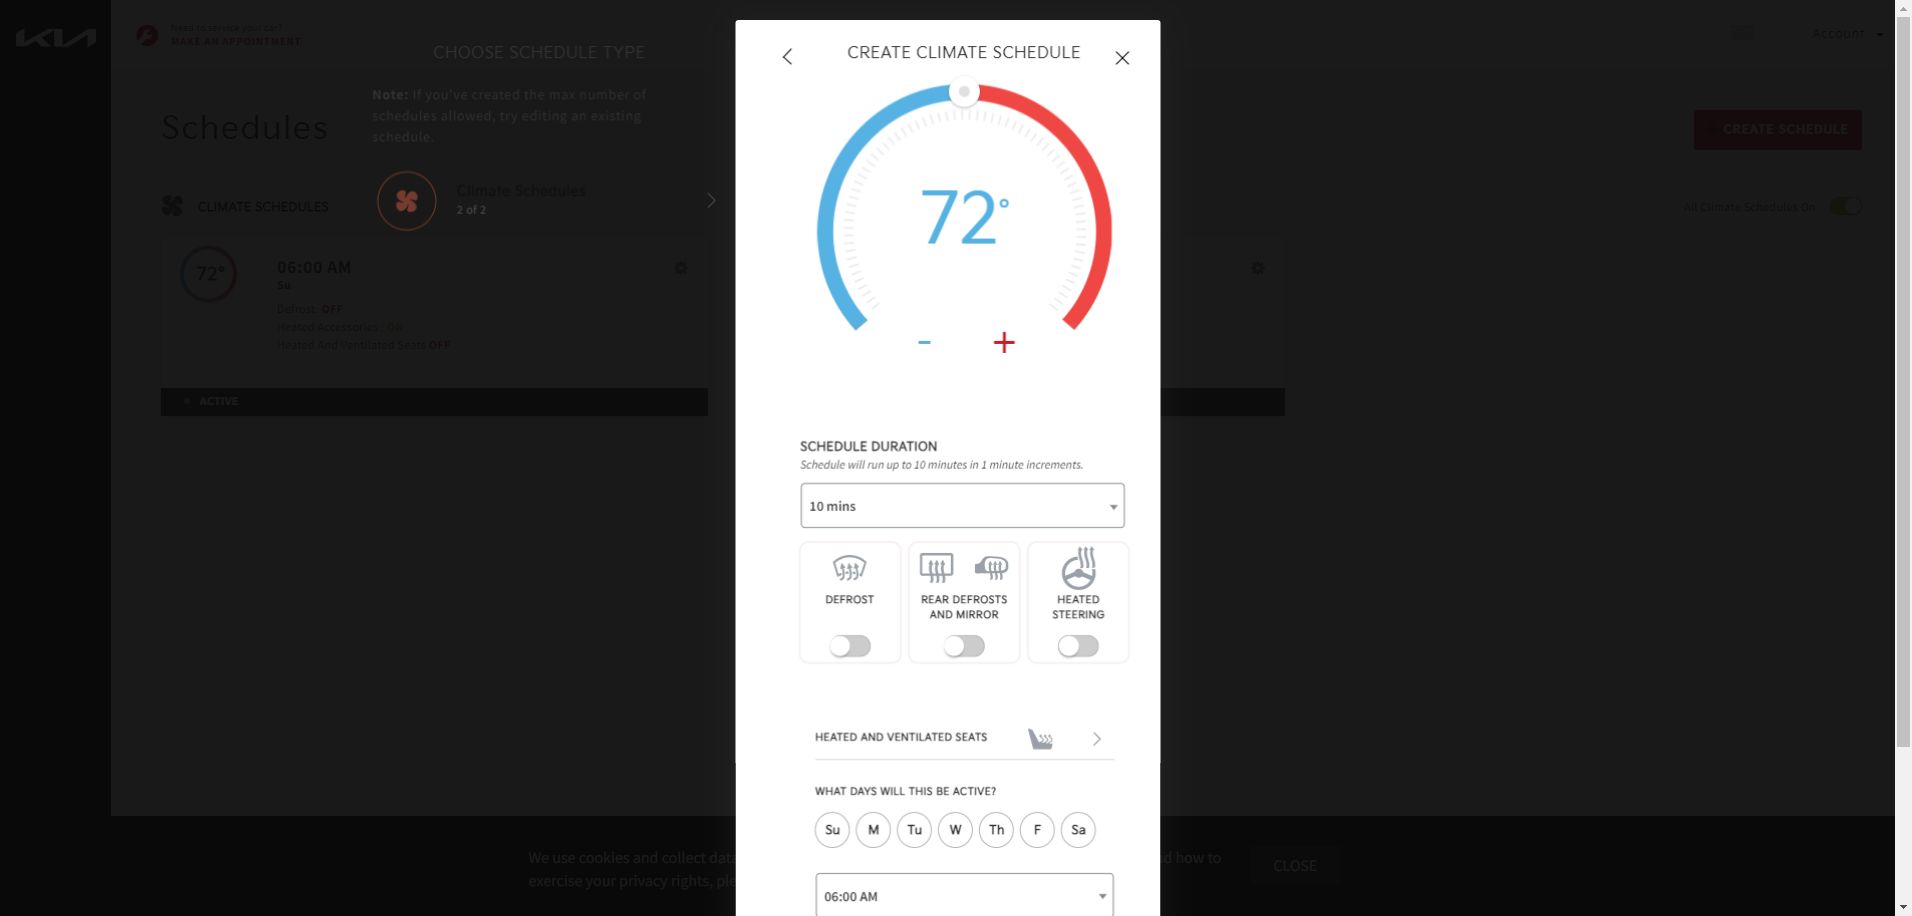 KIA
Need to service your car?
MAKE AN APPOINTMENT
Account
Schedules
CREATE SCHEDULE
CLIMATE SCHEDULES
All Climate Schedules On
72°
06:00 AM
Su
Defrost: OFF
Heated Accessories : ON
Heated And Ventilated Seats OFF
ACTIVE
CHOOSE SCHEDULE TYPE
Note: If you've created the max number of
schedules allowed, try editing an existing
schedule.
Climate Schedules
2 of 2
CREATE CLIMATE SCHEDULE
72°
- +
SCHEDULE DURATION
Schedule will run up to 10 minutes in 1 minute increments.
10 mins
DEFROST
REAR DEFROSTS
AND MIRROR
HEATED
STEERING
HEATED AND VENTILATED SEATS
WHAT DAYS WILL THIS BE ACTIVE?
Su M Tu W Th F Sa
06:00 AM
We use cookies and collect data
d how to
exercise your privacy rights, ple
CLOSE